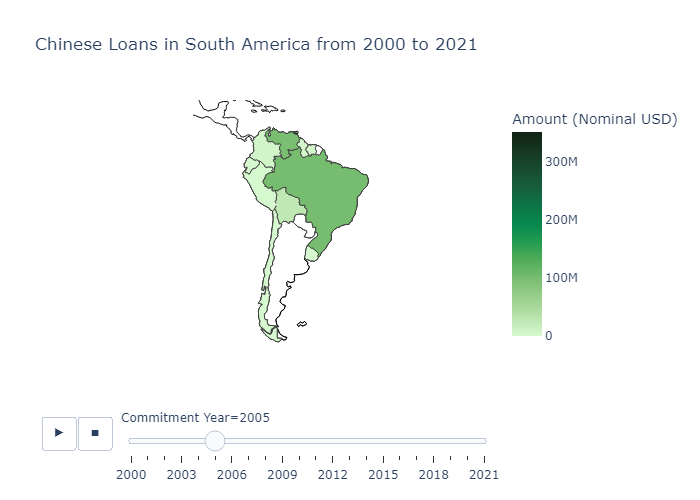 Chinese Loans in South America from 2000 to 2021
Amount (Nominal USD)
300M
200M
100M
0
Commitment Year=2005
2000 2003 2006 2009 2012 2015 2018 2021